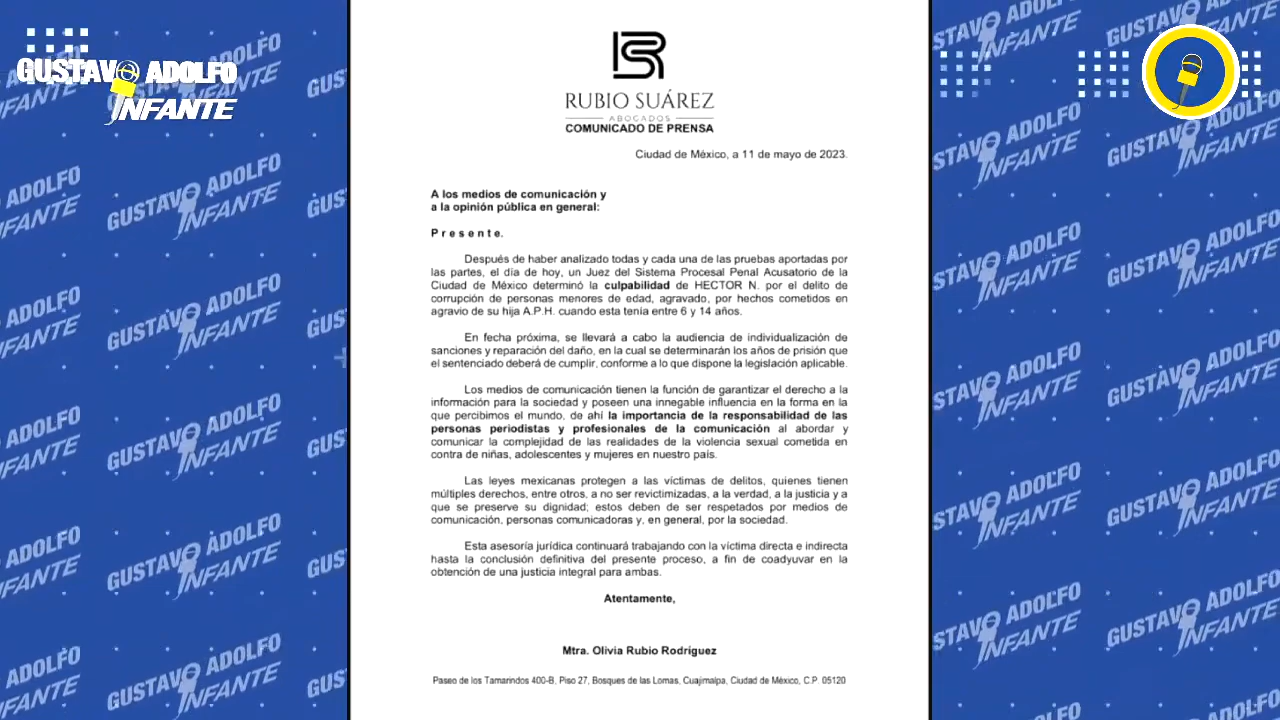 GUSTAVO ADOLFO
INFANTE
RUBIO SUÁREZ
ABOGADOS
COMUNICADO DE PRENSA
Ciudad de México, a 11 de mayo de 2023.
A los medios de comunicación y
a la opinión pública en general:
P r e s e n t e.
Después de haber analizado todas y cada una de las pruebas aportadas por
las partes, el día de hoy, un Juez del Sistema Procesal Penal Acusatorio de la
Ciudad de México determinó la culpabilidad de HECTOR N. por el delito de
corrupción de personas menores de edad, agravado, por hechos cometidos en
agravio de su hija A.P.H. cuando esta tenía entre 6 y 14 años.
En fecha próxima, se llevará a cabo la audiencia de individualización de
sanciones y reparación del daño, en la cual se determinarán los años de prisión que
el sentenciado deberá de cumplir, conforme a lo que dispone la legislación aplicable.
Los medios de comunicación tienen la función de garantizar el derecho a la
información para la sociedad y poseen una innegable influencia en la forma en la
que percibimos el mundo, de ahí la importancia de la responsabilidad de las
personas periodistas y profesionales de la comunicación al abordar y
comunicar la complejidad de las realidades de la violencia sexual cometida en
contra de niñas, adolescentes y mujeres en nuestro país.
Las leyes mexicanas protegen a las víctimas de delitos, quienes tienen
múltiples derechos, entre otros, a no ser revictimizadas, a la verdad, a la justicia y a
que se preserve su dignidad; estos deben de ser respetados por medios de
comunicación, personas comunicadoras y, en general, por la sociedad.
Esta asesoría jurídica continuará trabajando con la víctima directa e indirecta
hasta la conclusión definitiva del presente proceso, a fin de coadyuvar en la
obtención de una justicia integral para ambas.
Atentamente,
Mtra. Olivia Rubio Rodríguez
Paseo de los Tamarindos 400-B, Piso 27, Bosques de las Lomas, Cuajimalpa, Ciudad de México, C.P. 05120